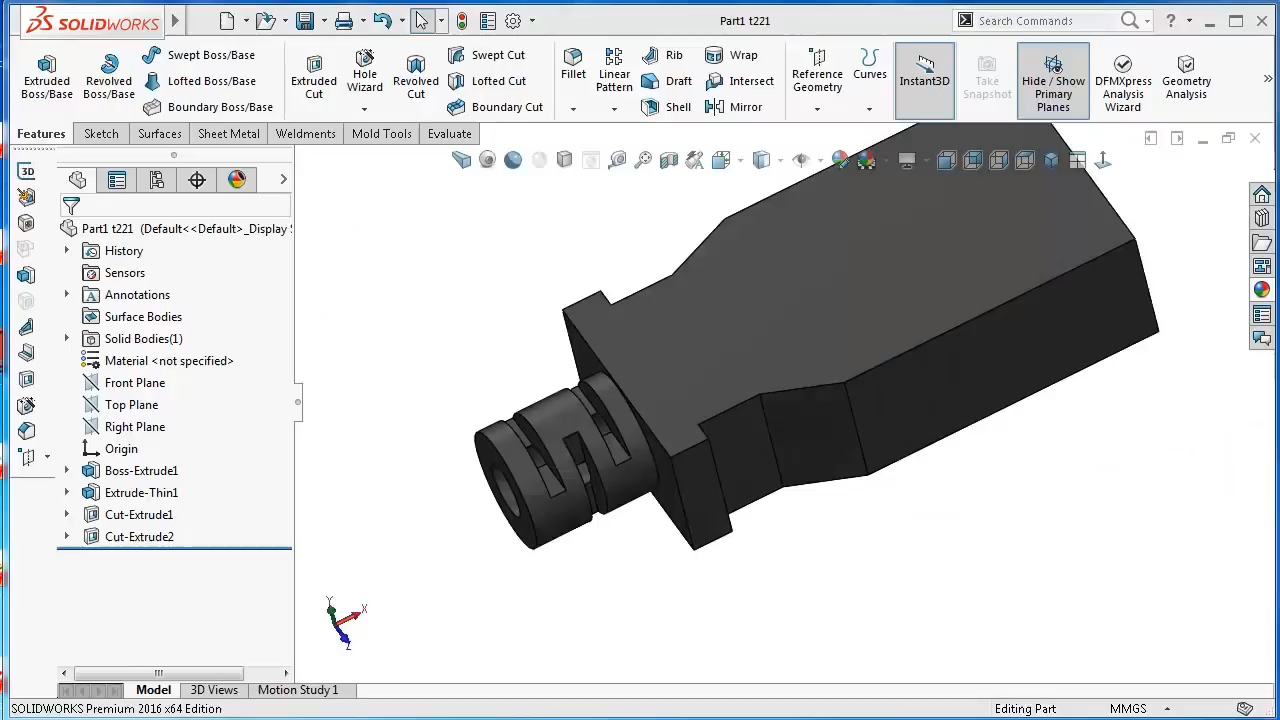 SOLIDWORKS
Part1 t221
Search Commands
Extruded Boss/Base
Revolved Boss/Base
Swept Boss/Base
Lofted Boss/Base
Boundary Boss/Base
Extruded Cut
Hole Wizard
Revolved Cut
Swept Cut
Lofted Cut
Boundary Cut
Fillet
Linear Pattern
Rib
Draft
Shell
Wrap
Intersect
Mirror
Reference Geometry
Curves
Instant3D
Take Snapshot
Hide / Show Primary Planes
DFMXpress Analysis Wizard
Geometry Analysis
Features
Sketch
Surfaces
Sheet Metal
Weldments
Mold Tools
Evaluate
3D
Part1 t221 (Default<<Default>_Display
History
Sensors
Annotations
Surface Bodies
Solid Bodies(1)
Material <not specified>
Front Plane
Top Plane
Right Plane
Origin
Boss-Extrude1
Extrude-Thin1
Cut-Extrude1
Cut-Extrude2
Y
X
Z
Model
3D Views
Motion Study 1
SOLIDWORKS Premium 2016 x64 Edition
Editing Part
MMGS